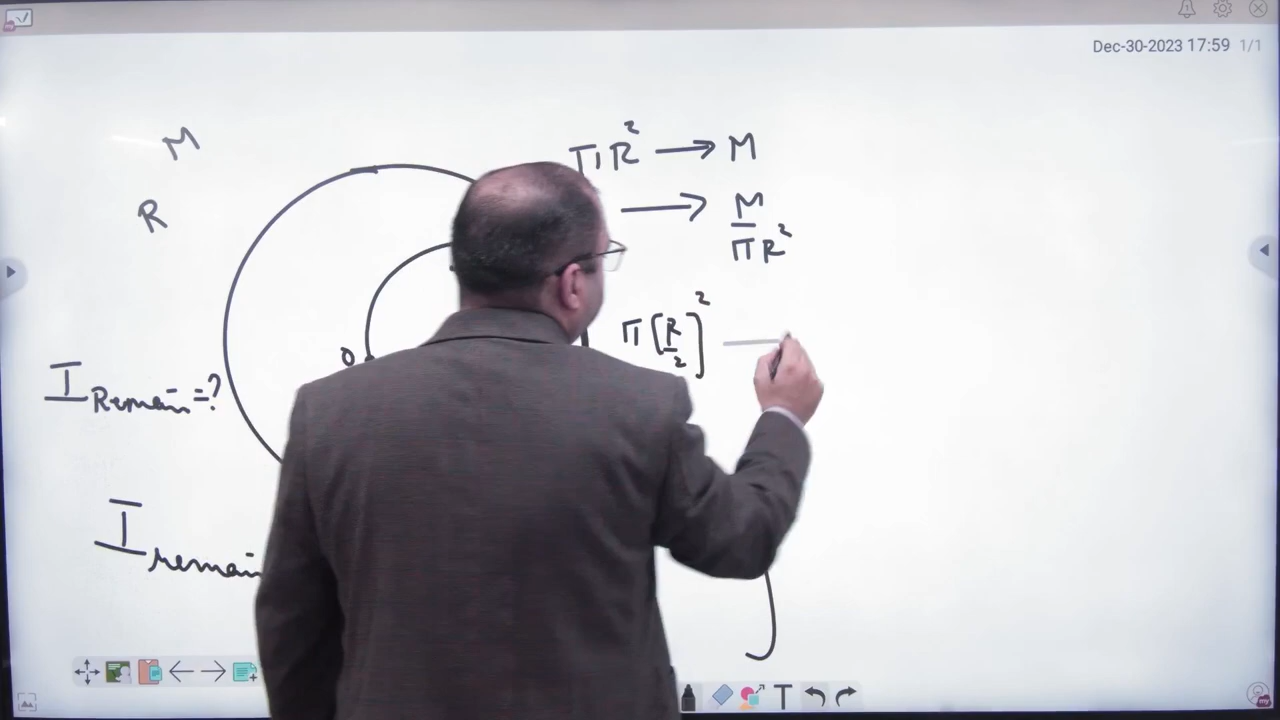 Dec-30-2023 17:59 1/1
M
πR² → M
R
→ M/πR²
π[R/2]²
O
I Remain = ?
I remain
T